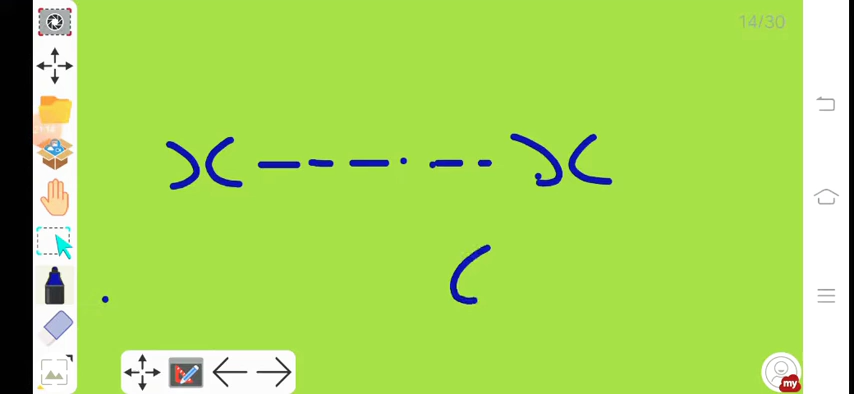 14/30
x - - - . - - x
(
my